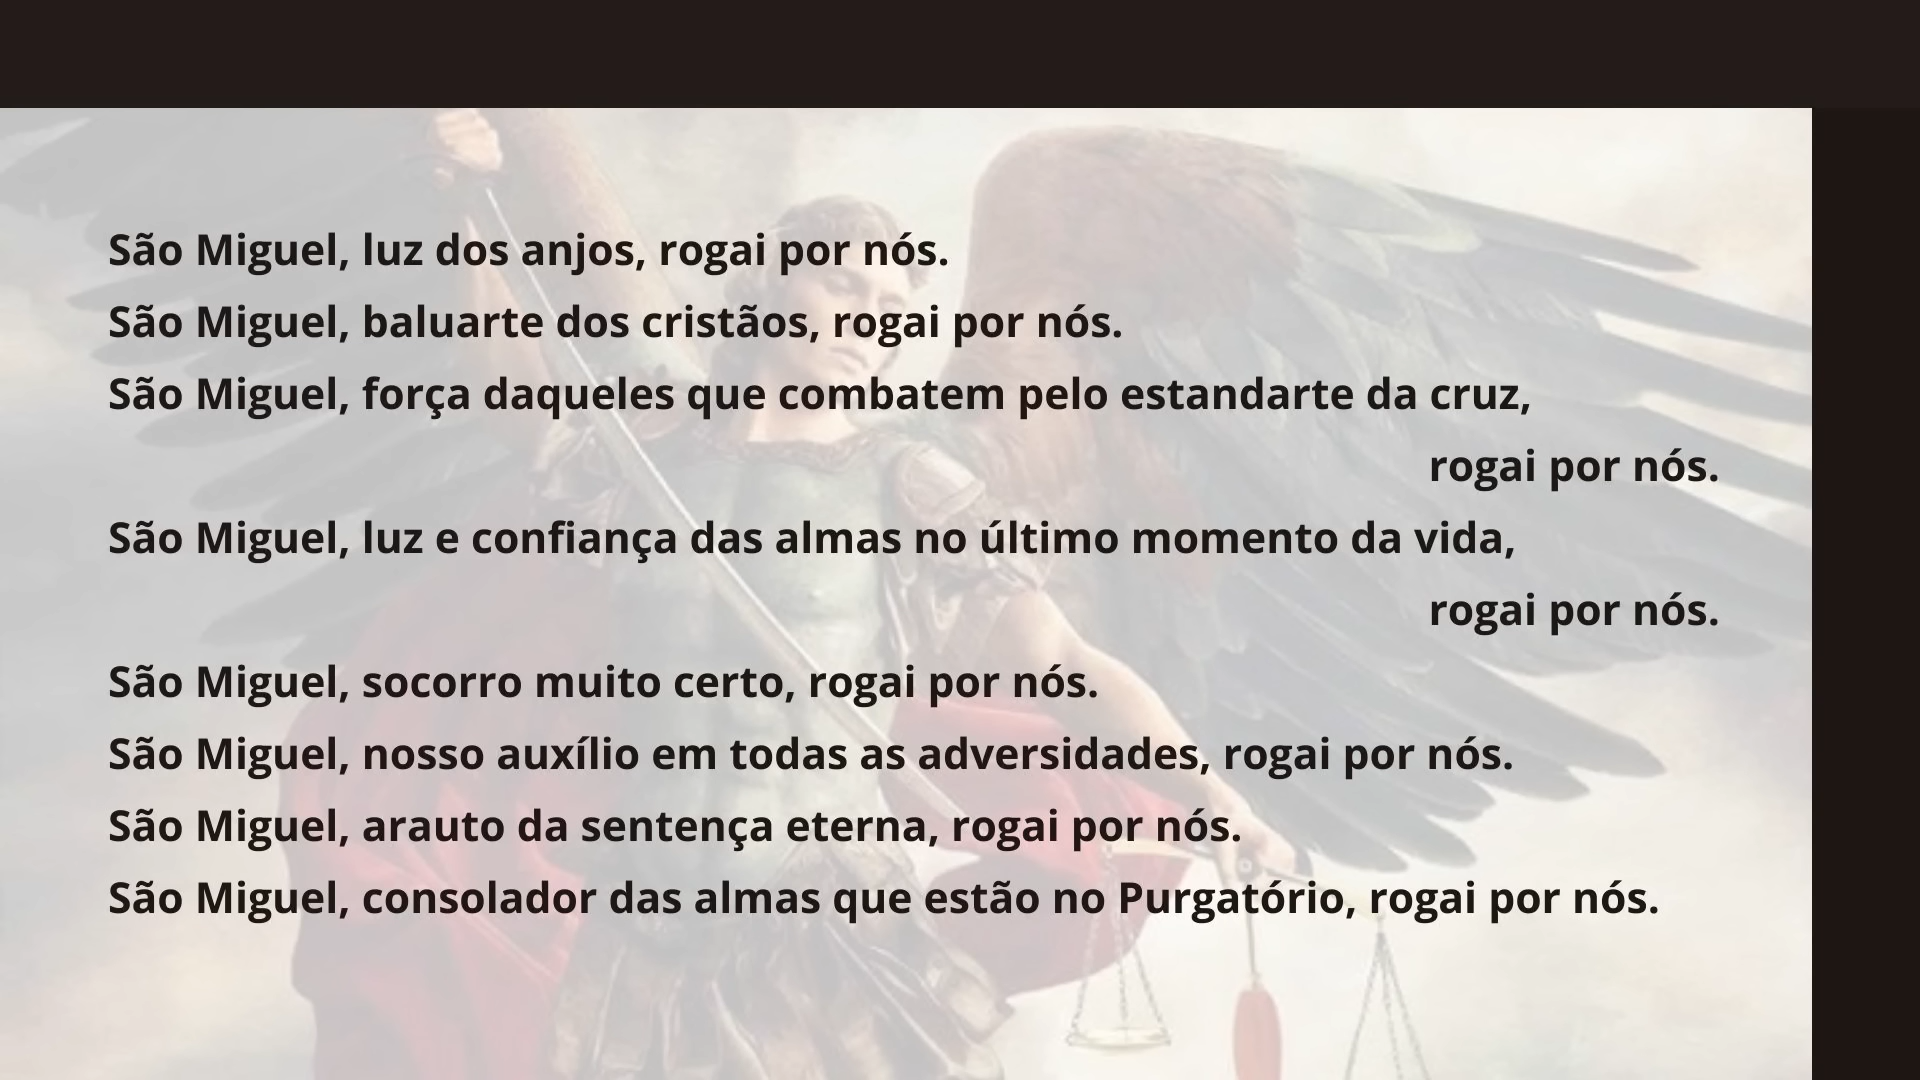 São Miguel, luz dos anjos, rogai por nós.
São Miguel, baluarte dos cristãos, rogai por nós.
São Miguel, força daqueles que combatem pelo estandarte da cruz,
rogai por nós.
São Miguel, luz e confiança das almas no último momento da vida,
rogai por nós.
São Miguel, socorro muito certo, rogai por nós.
São Miguel, nosso auxílio em todas as adversidades, rogai por nós.
São Miguel, arauto da sentença eterna, rogai por nós.
São Miguel, consolador das almas que estão no Purgatório, rogai por nós.